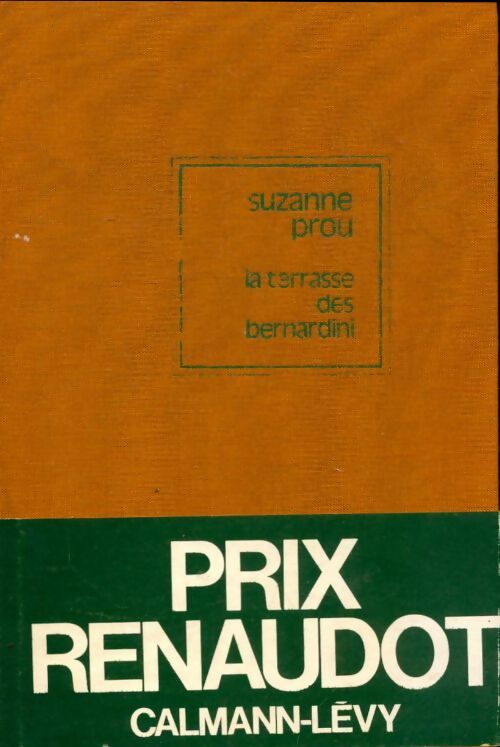 suzanne
prou
la terrasse
des
bernardini
PRIX
RENAUDOT
CALMANN-LÉVY